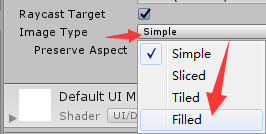 Raycast Target
Image Type Simple
Preserve Aspect
Simple
Sliced
Tiled
Filled
Default UI M
Shader UI/D